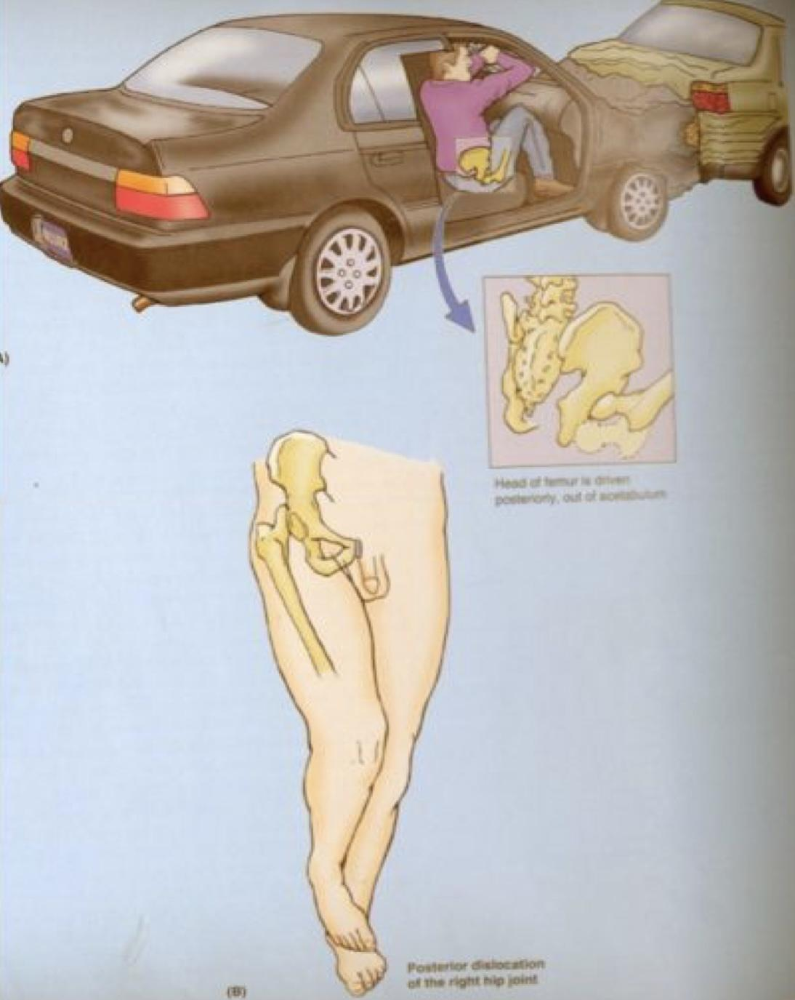 A)
Head of femur is driven
posteriorly, out of acetabulum
Posterior dislocation
of the right hip joint
(B)